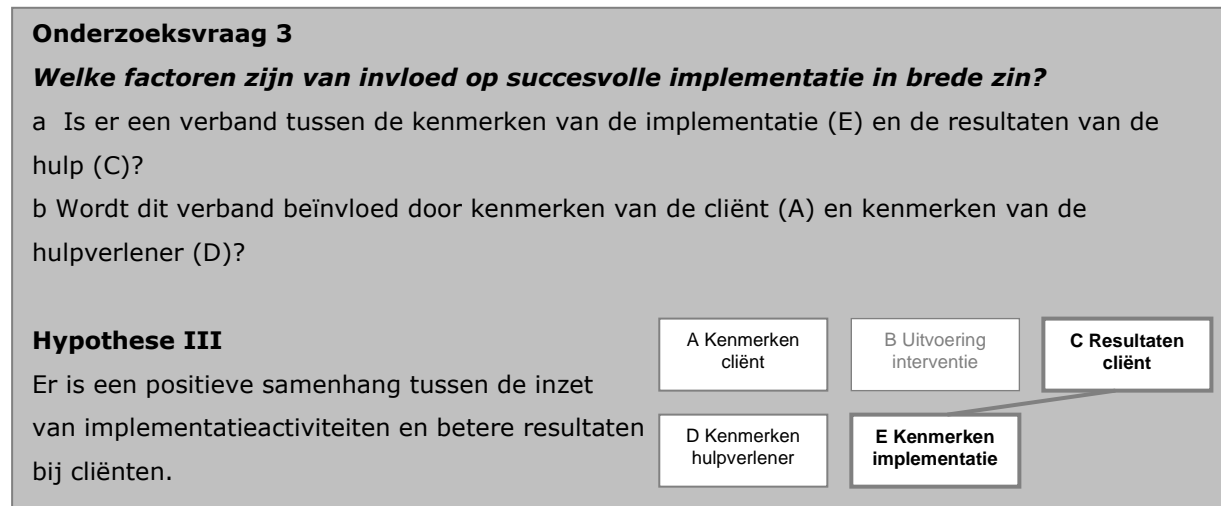 Onderzoeksvraag 3
Welke factoren zijn van invloed op succesvolle implementatie in brede zin?
a  Is er een verband tussen de kenmerken van de implementatie (E) en de resultaten van de
hulp (C)?
b Wordt dit verband beïnvloed door kenmerken van de cliënt (A) en kenmerken van de
hulpverlener (D)?
Hypothese III
Er is een positieve samenhang tussen de inzet
van implementatieactiviteiten en betere resultaten
bij cliënten.
A Kenmerken
cliënt
B Uitvoering
interventie
C Resultaten
cliënt
D Kenmerken
hulpverlener
E Kenmerken
implementatie